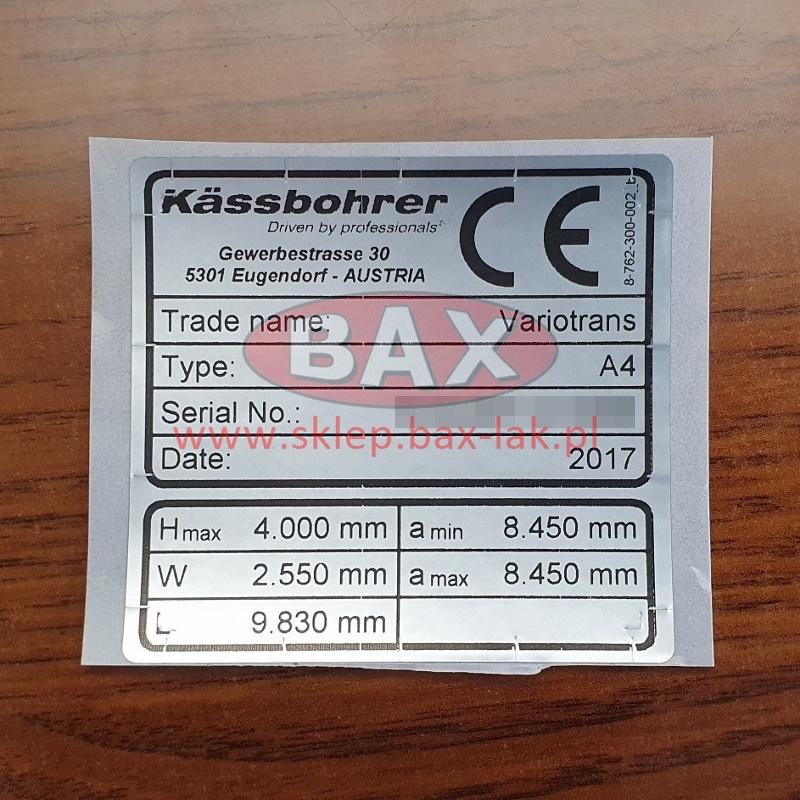 Kässbohrer
Driven by professionals
Gewerbestrasse 30
5301 Eugendorf - AUSTRIA
CE
8-762-300-002_b
Trade name: Variotrans
BAX
Type: A4
Serial No.:
www.sklep.bax-lak.pl
Date: 2017
Hmax 4.000 mm a min 8.450 mm
W 2.550 mm a max 8.450 mm
L 9.830 mm